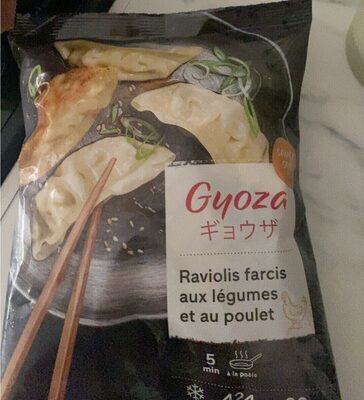 Gyoza
ギョウザ
Raviolis farcis
aux légumes
et au poulet
5
min
à la poêle